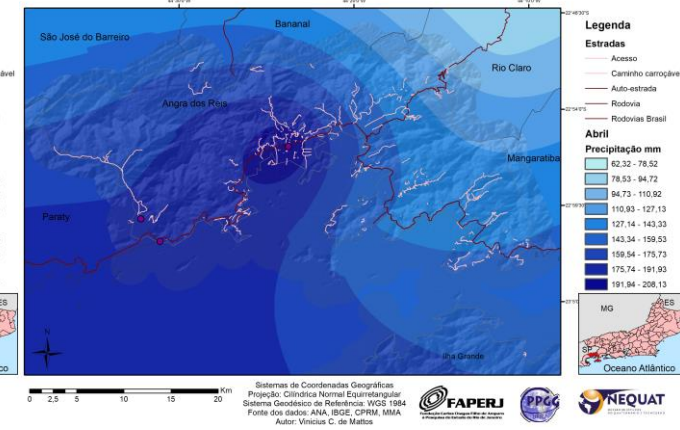 Bananal
São José do Barreiro
Rio Claro
Angra dos Reis
Mangaratiba
Paraty
Ilha Grande
N
Legenda
Estradas
Acesso
Caminho carroçável
Auto-estrada
Rodovia
Rodovias Brasil
Abril
Precipitação mm
62,32 - 78,52
78,53 - 94,72
94,73 - 110,92
110,93 - 127,13
127,14 - 143,33
143,34 - 159,53
159,54 - 175,73
175,74 - 191,93
191,94 - 208,13
MG
ES
SP
Oceano Atlântico
0 2,5 5 10 15 20 Km
Sistemas de Coordenadas Geográficas
Projeção: Cilíndrica Normal Equirretangular
Sistema Geodésico de Referência: WGS 1984
Fonte dos dados: ANA, IBGE, CPRM, MMA
Autor: Vinicius C. de Mattos
FAPERJ
PPGG
NEQUAT